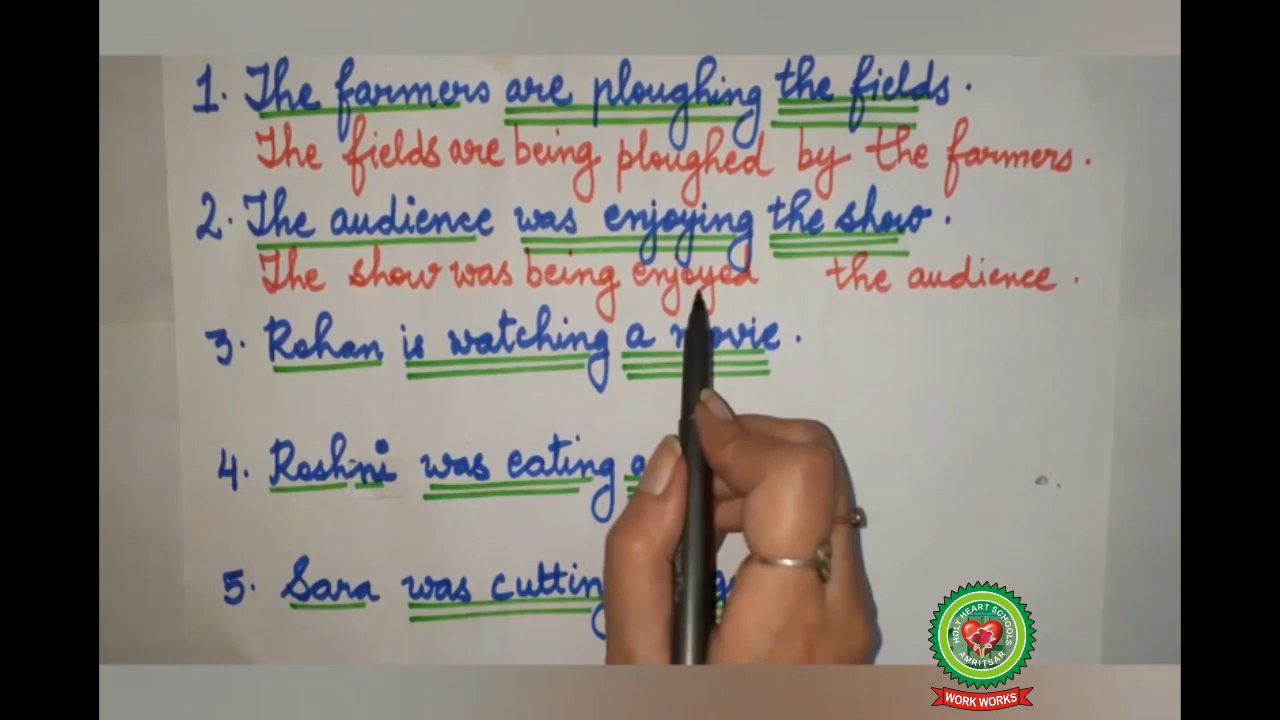 1. The farmers are ploughing the fields.
The fields are being ploughed by the farmers.
2. The audience was enjoying the show.
The show was being enjoyed the audience.
3. Rohan is watching a movie.
4. Roshni was eating
5. Sara was cutting
HOLY HEART SCHOOLS
AMRITSAR
WORK WORKS